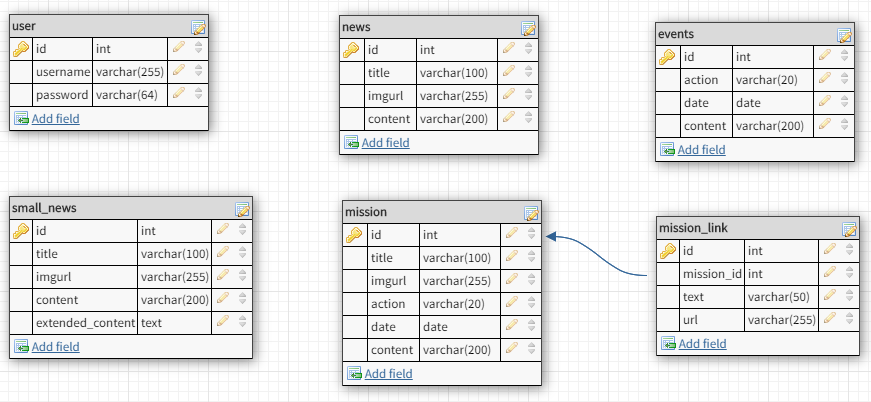 user
id int
username varchar(255)
password varchar(64)
Add field
news
id int
title varchar(100)
imgurl varchar(255)
content varchar(200)
Add field
events
id int
action varchar(20)
date date
content varchar(200)
Add field
small_news
id int
title varchar(100)
imgurl varchar(255)
content varchar(200)
extended_content text
Add field
mission
id int
title varchar(100)
imgurl varchar(255)
action varchar(20)
date date
content varchar(200)
Add field
mission_link
id int
mission_id int
text varchar(50)
url varchar(255)
Add field